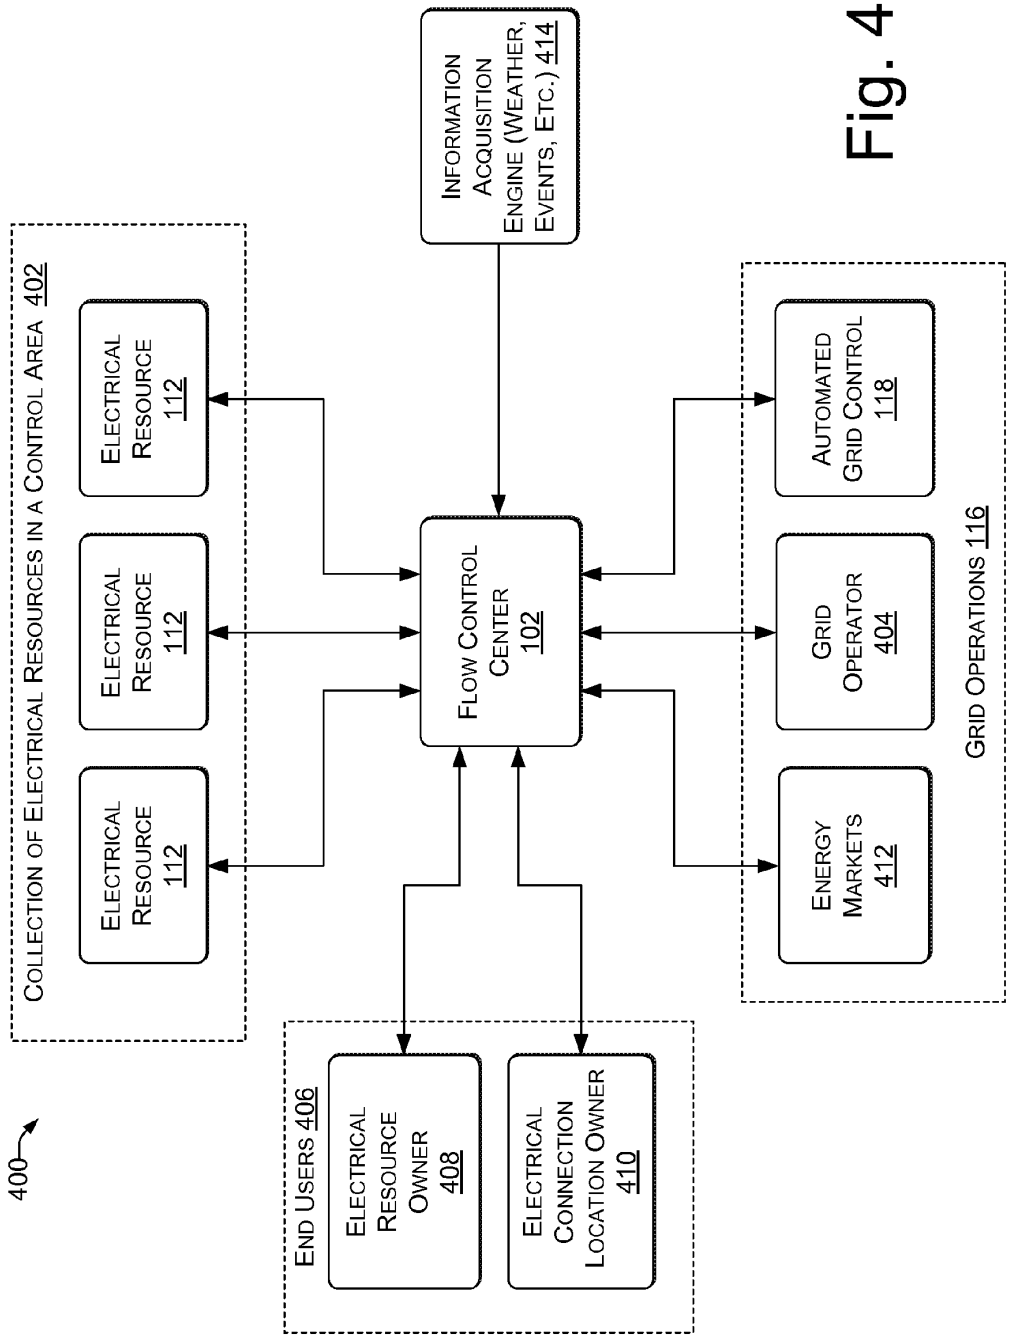 400
COLLECTION OF ELECTRICAL RESOURCES IN A CONTROL AREA 402
ELECTRICAL
RESOURCE
112
ELECTRICAL
RESOURCE
112
ELECTRICAL
RESOURCE
112
END USERS 406
ELECTRICAL
RESOURCE
OWNER
408
ELECTRICAL
CONNECTION
LOCATION OWNER
410
FLOW CONTROL
CENTER
102
INFORMATION
ACQUISITION
ENGINE (WEATHER,
EVENTS, ETC.) 414
ENERGY
MARKETS
412
GRID
OPERATOR
404
AUTOMATED
GRID CONTROL
118
GRID OPERATIONS 116
Fig. 4